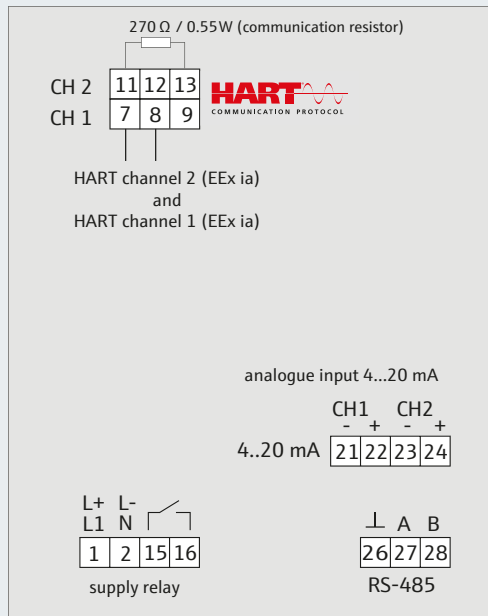 270 Ω / 0.55W (communication resistor)
CH 2 11 12 13
CH 1 7 8 9
HART
COMMUNICATION PROTOCOL
HART channel 2 (EEx ia)
and
HART channel 1 (EEx ia)
analogue input 4...20 mA
CH1 CH2
- + - +
4..20 mA 21 22 23 24
L+ L-
L1 N
1 2 15 16
supply relay
A B
26 27 28
RS-485